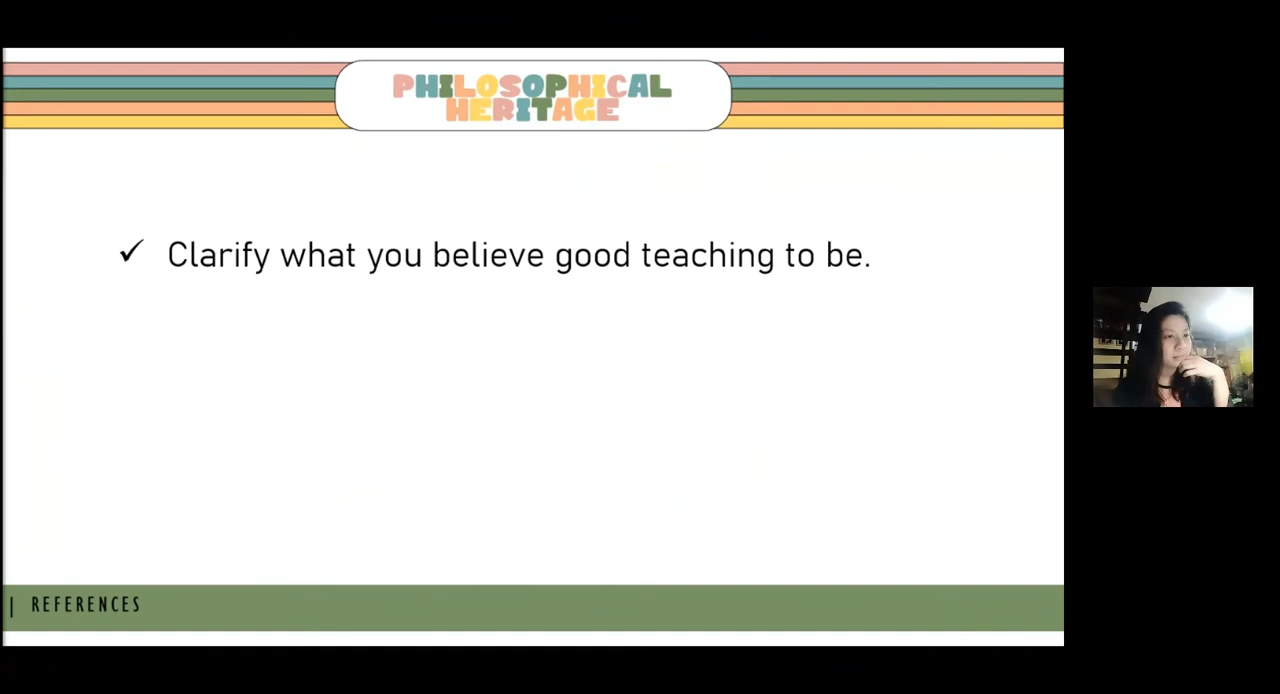 PHILOSOPHICAL
HERITAGE
✓ Clarify what you believe good teaching to be.
| REFERENCES